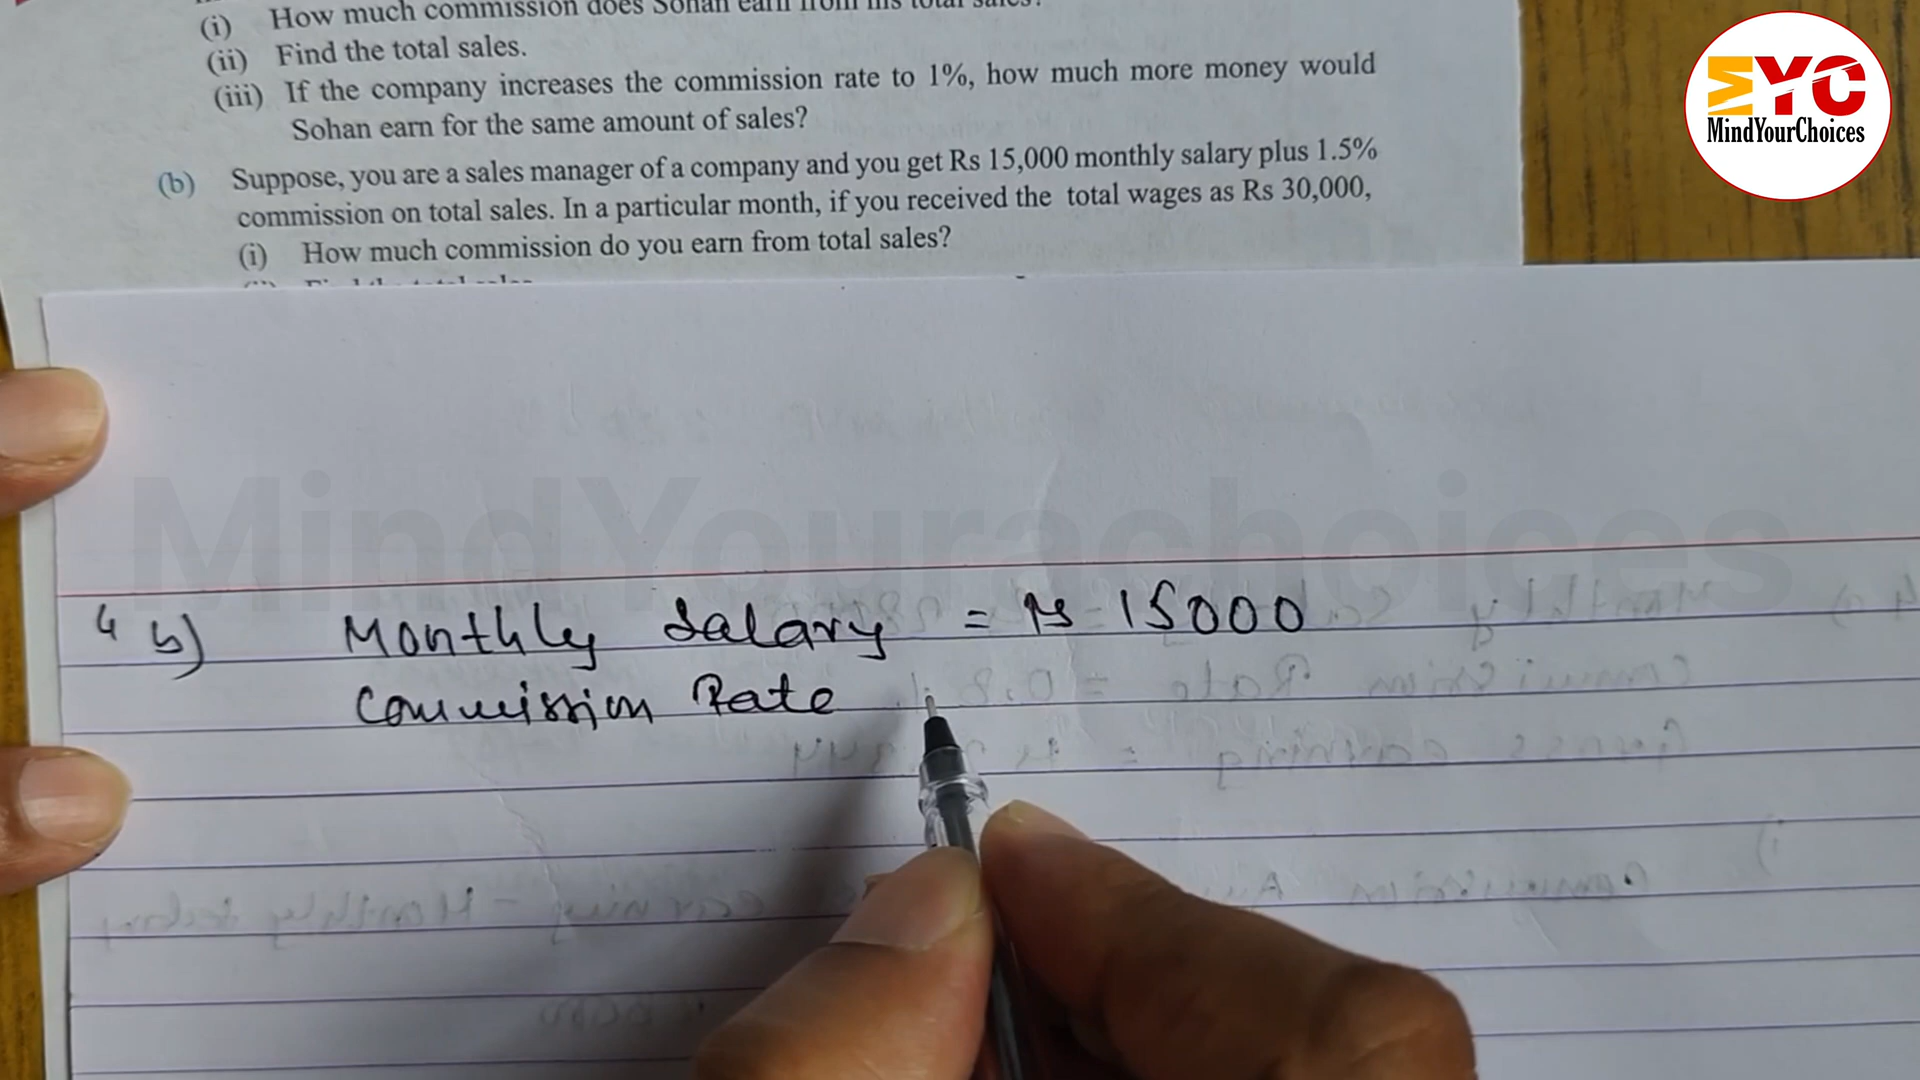 (i) How much commission does Sohan earn from his total sales?
(ii) Find the total sales.
(iii) If the company increases the commission rate to 1%, how much more money would
Sohan earn for the same amount of sales?
(b) Suppose, you are a sales manager of a company and you get Rs 15,000 monthly salary plus 1.5%
commission on total sales. In a particular month, if you received the total wages as Rs 30,000,
(i) How much commission do you earn from total sales?
MYC
MindYourChoices
MindYourachoices
4 b) Monthly Salary = Rs 15000
Commission Rate